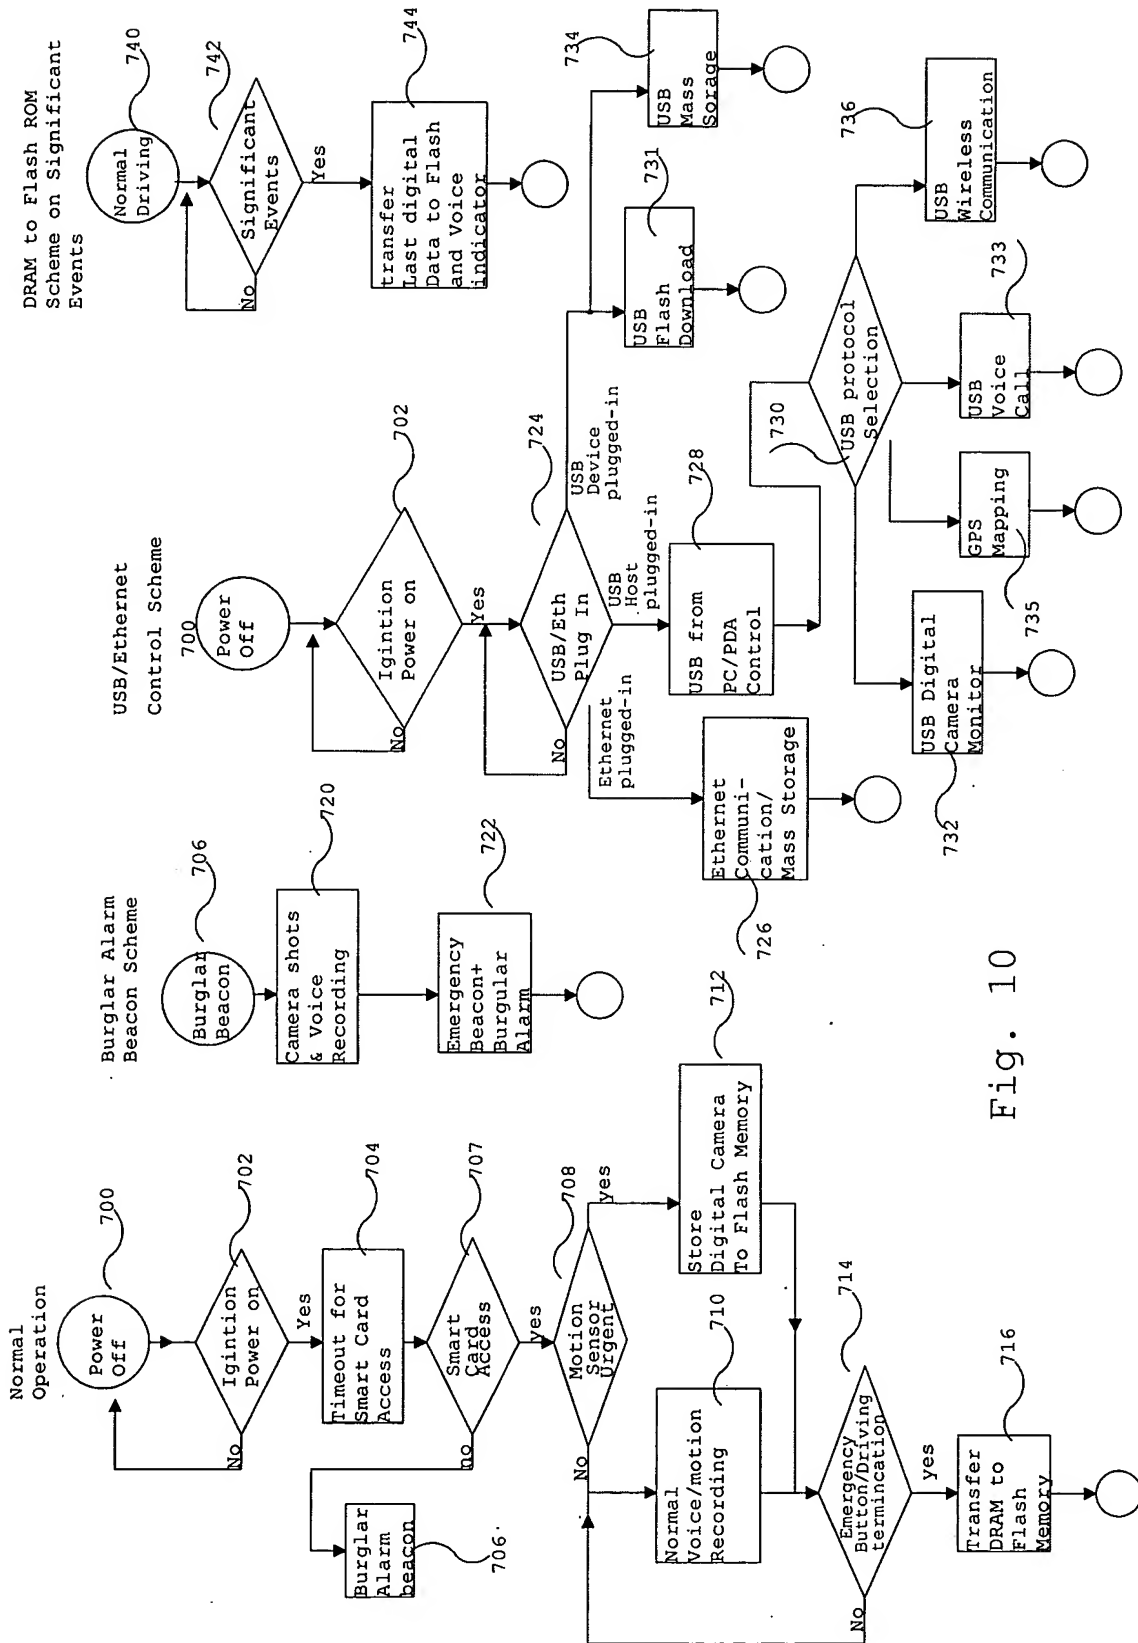 Normal
Operation
700
Power
Off
702
Igintion
Power on
No
Yes
704
Timeout for
Smart Card
Access
707
Smart
Card
Access
no
yes
Burglar
Alarm
beacon
706.
708
Motion
Sensor
Urgent
No
yes
710
Normal
Voice/motion
Recording
712
Store
Digital Camera
To Flash Memory
714
Emergency
Button/Driving
termincation
No
yes
716
Transfer
DRAM to
Flash
Memory
Burglar Alarm
Beacon Scheme
706
Burglar
Beacon
720
Camera shots
& Voice
Recording
722
Emergency
Beacon+
Burgular
Alarm
USB/Ethernet
Control Scheme
700
Power
Off
702
Igintion
Power on
No
Yes
724
USB/Eth
Plug In
No
Ethernet
plugged-in
USB
Host
plugged-in
USB
Device
plugged-in
726
Ethernet
Communi-
cation/
Mass Storage
728
USB from
PC/PDA
Control
731
USB
Flash
Download
734
USB
Mass
Sorage
730
USB protocol
Selection
732
USB Digital
Camera
Monitor
735
GPS
Mapping
733
USB
Voice
Call
736
USB
Wireless
Communication
DRAM to Flash ROM
Scheme on Significant
Events
740
Normal
Driving
742
Significant
Events
No
Yes
744
transfer
Last digital
Data to Flash
and Voice
indicator
Fig. 10